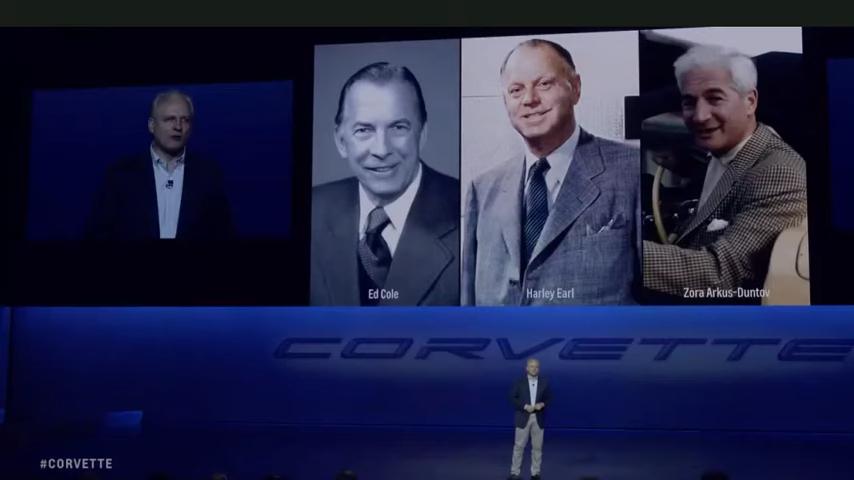 Ed Cole
Harley Earl
Zora Arkus-Duntov
CORVETTE
#CORVETTE